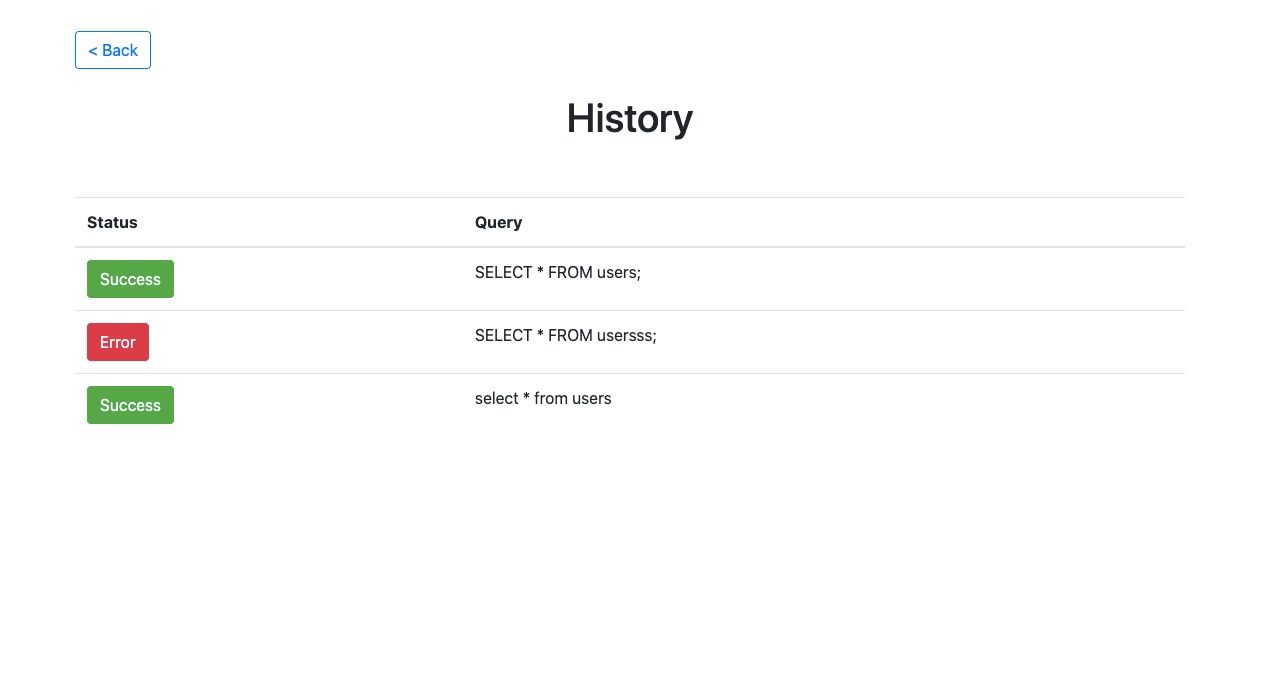 < Back
History
Status Query
Success SELECT * FROM users;
Error SELECT * FROM usersss;
Success select * from users